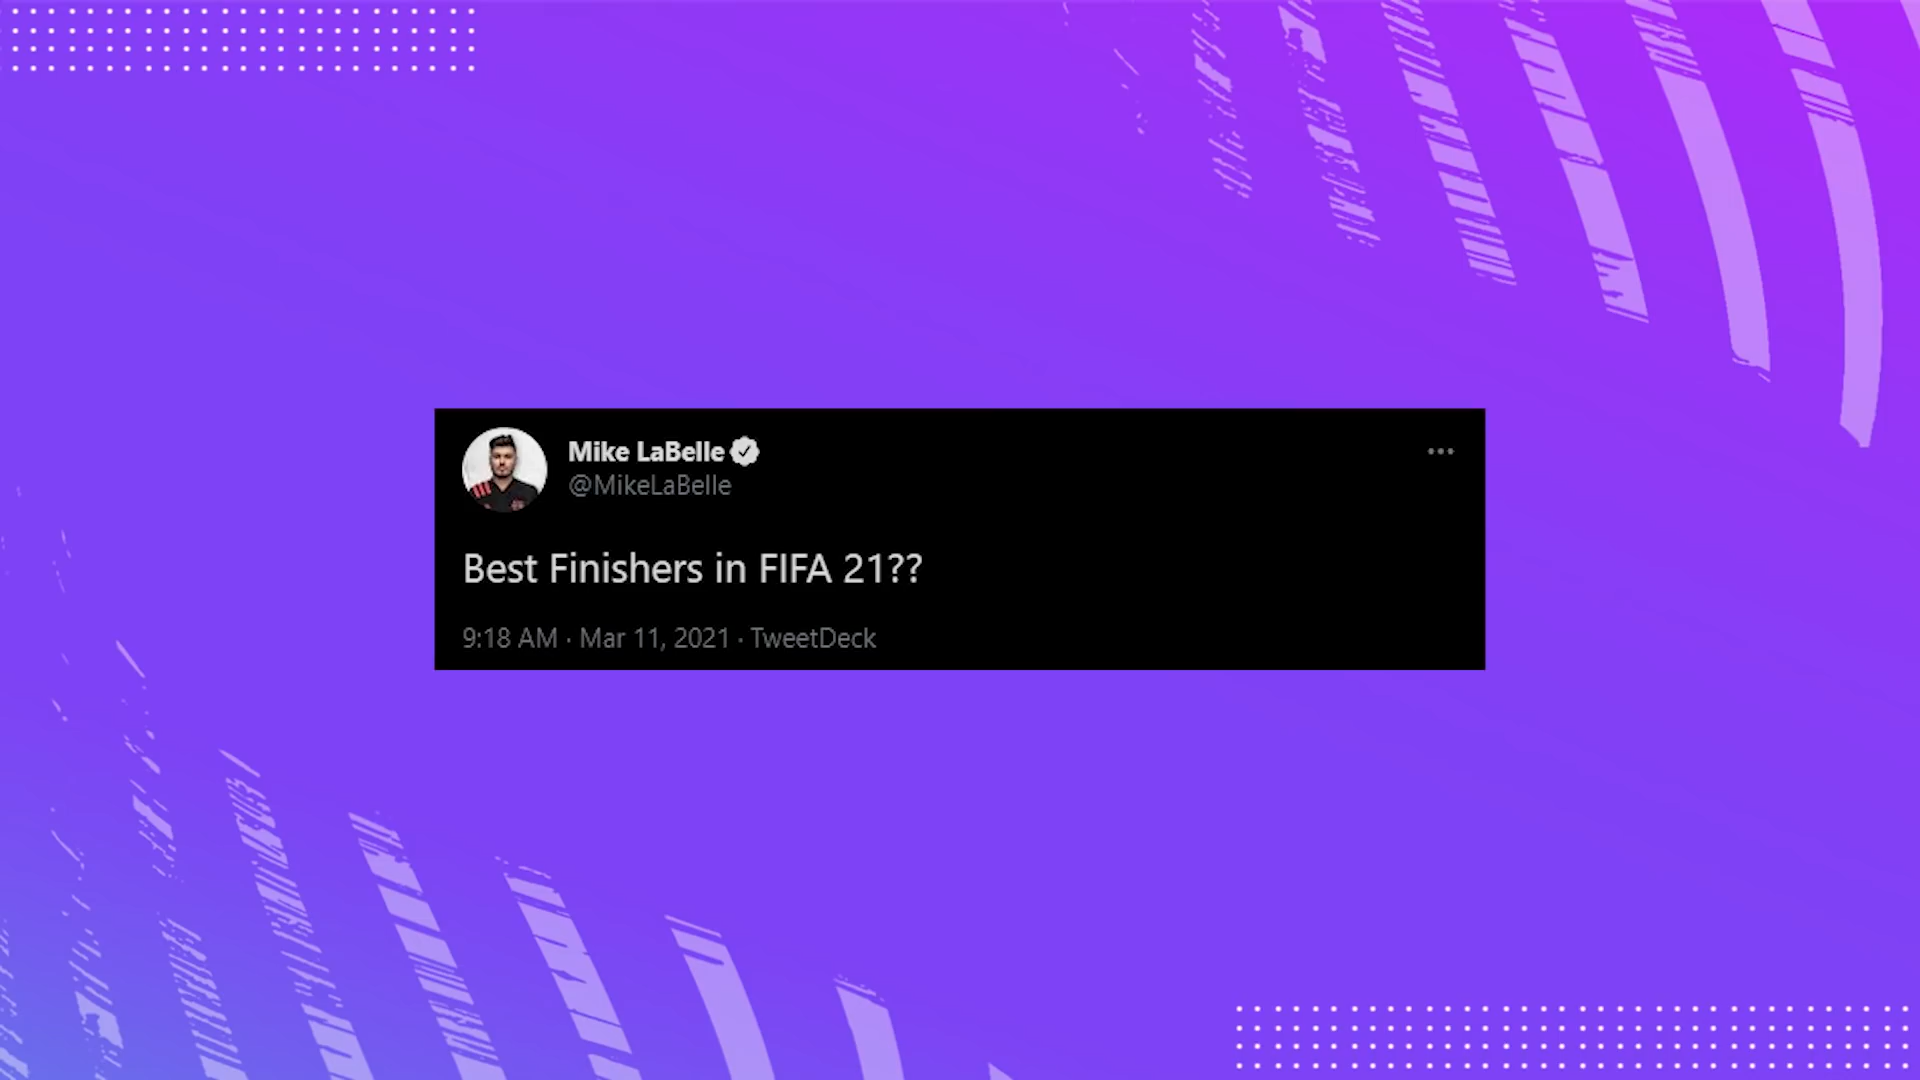 Mike LaBelle
@MikeLaBelle
Best Finishers in FIFA 21??
9:18 AM · Mar 11, 2021 · TweetDeck